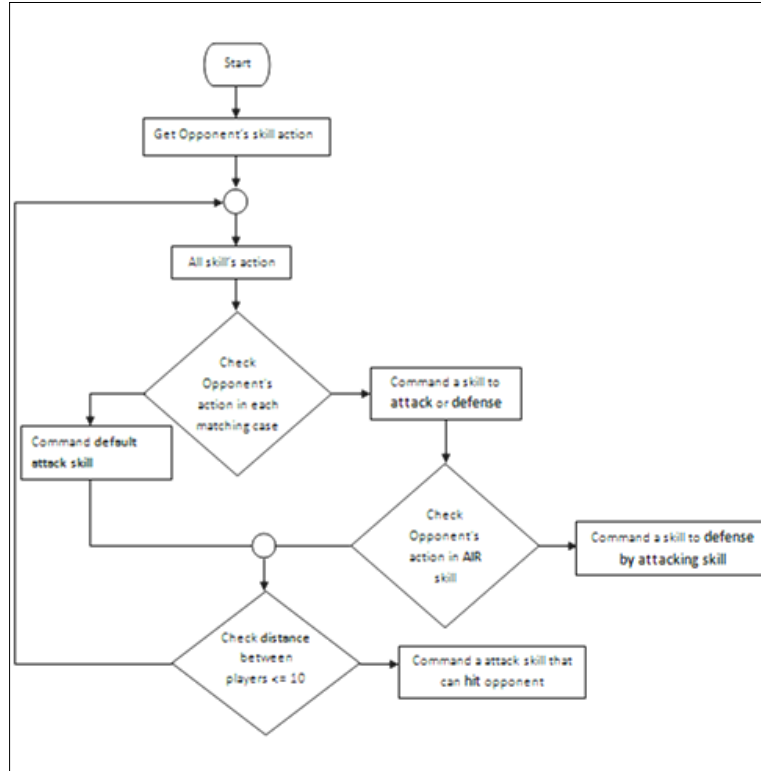 Start
Get Opponent's skill action
All skill's action
Check
Opponent's
action in each
matching case
Command a skill to
attack or defense
Command default
attack skill
Check
Opponent's
action in AIR
skill
Command a skill to defense
by attacking skill
Check distance
between
players <= 10
Command a attack skill that
can hit opponent